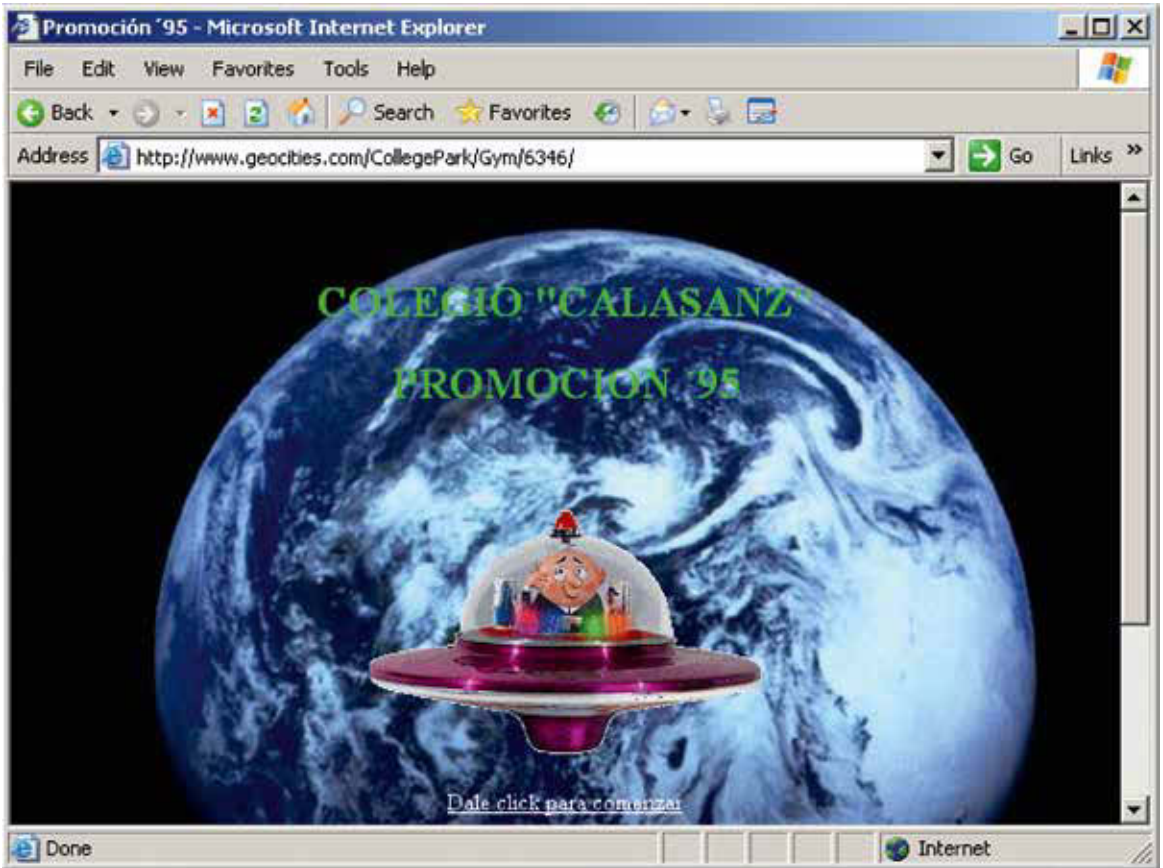 Promoción ´95 - Microsoft Internet Explorer
File Edit View Favorites Tools Help
Back Search Favorites
Address http://www.geocities.com/CollegePark/Gym/6346/ Go Links »
COLEGIO "CALASANZ"
PROMOCION ´95
Dale click para comenzar
Done Internet